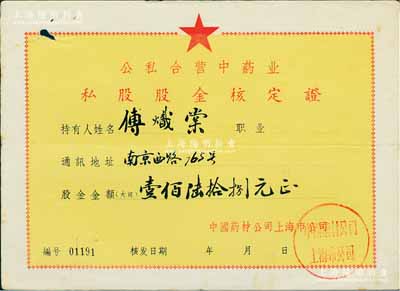 公私合营中药业
私股股金核定證
持有人姓名 傅熾棠 职业
通訊地址 南京西路765号
股金金額(大写) 壹佰陆拾捌元正
中國药材公司上海市公司
編号 01191 核发日期 年 月 日